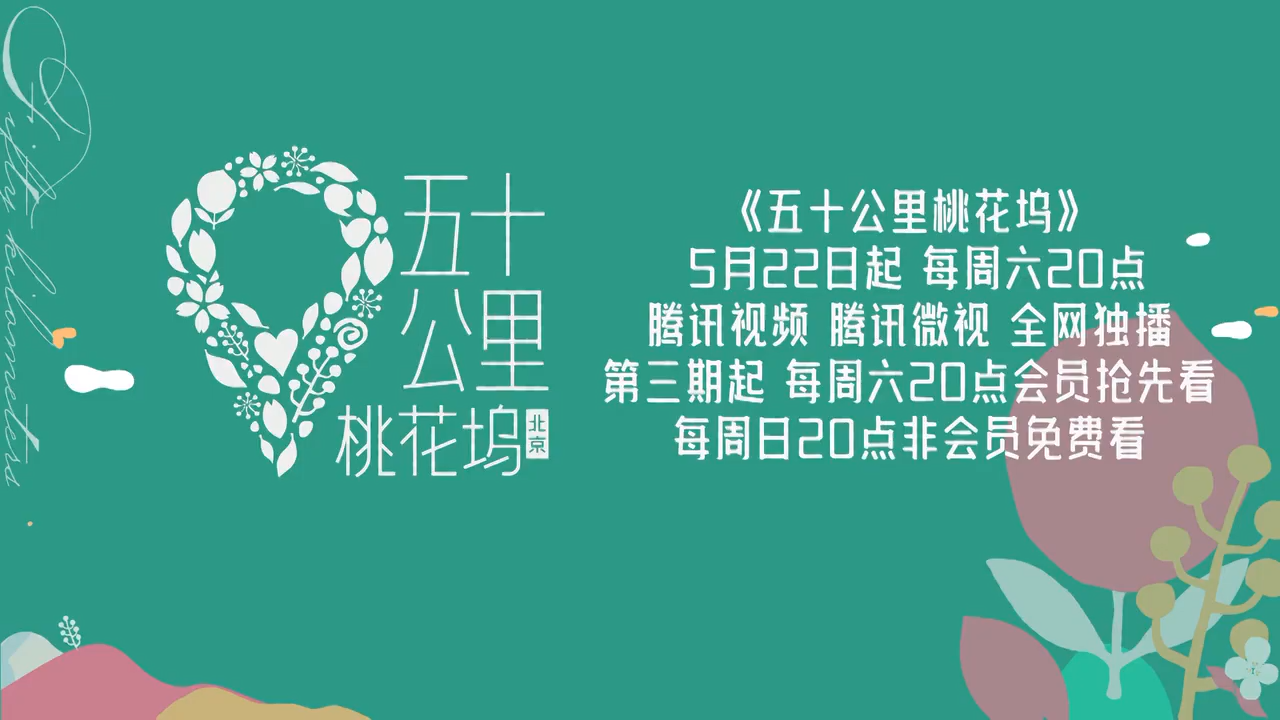 Fifty kilometers
五十
公里
桃花坞
北京
《五十公里桃花坞》
5月22日起 每周六20点
腾讯视频 腾讯微视 全网独播
第三期起 每周六20点会员抢先看
每周日20点非会员免费看